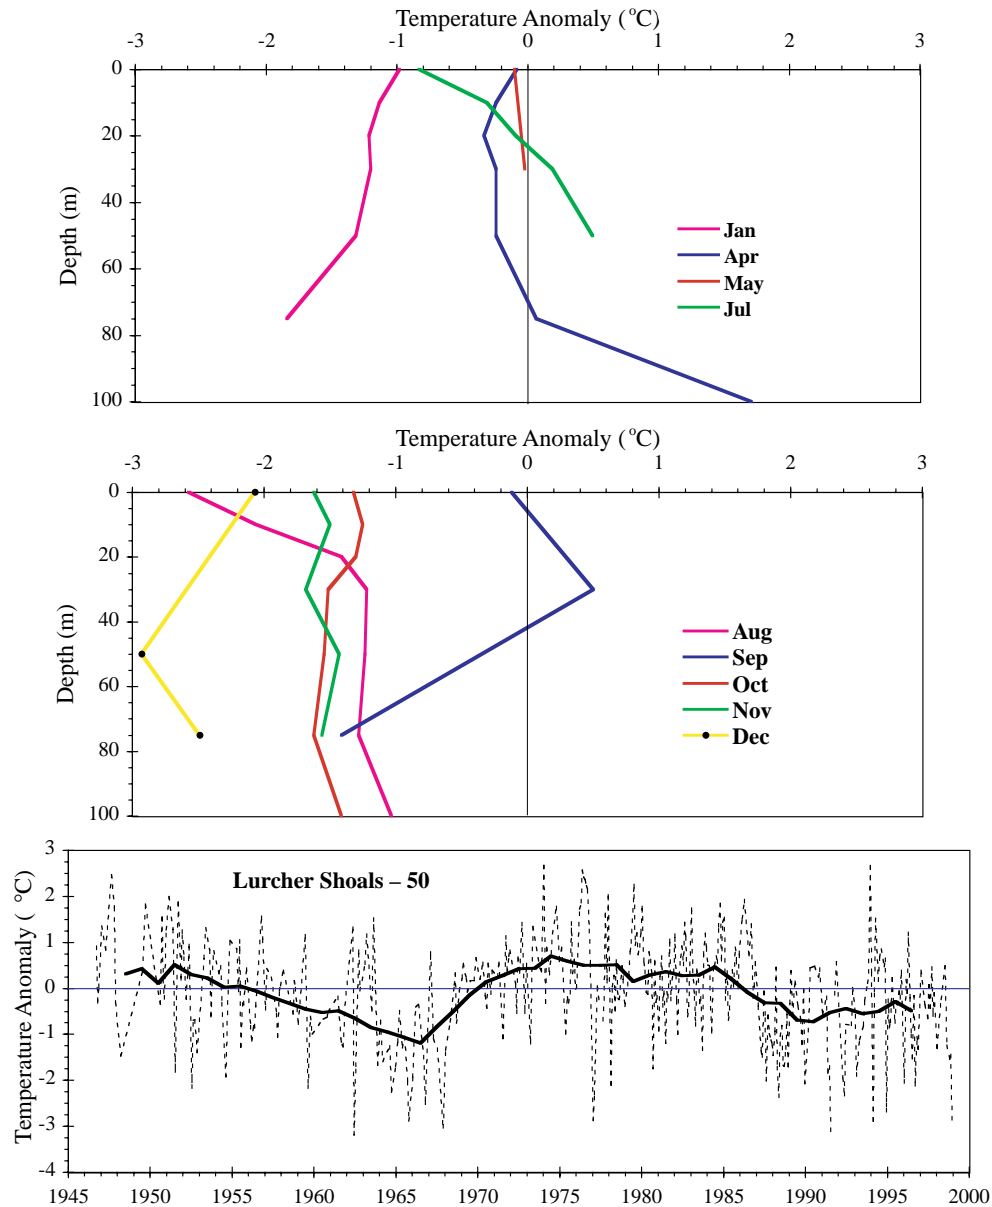 Temperature Anomaly (°C)
-3 -2 -1 0 1 2 3
0
20
40
60
80
100
Depth (m)
Jan
Apr
May
Jul
Temperature Anomaly (°C)
-3 -2 -1 0 1 2 3
0
20
40
60
80
100
Depth (m)
Aug
Sep
Oct
Nov
Dec
3
2
1
0
-1
-2
-3
-4
Temperature Anomaly ( °C)
Lurcher Shoals – 50
1945 1950 1955 1960 1965 1970 1975 1980 1985 1990 1995 2000